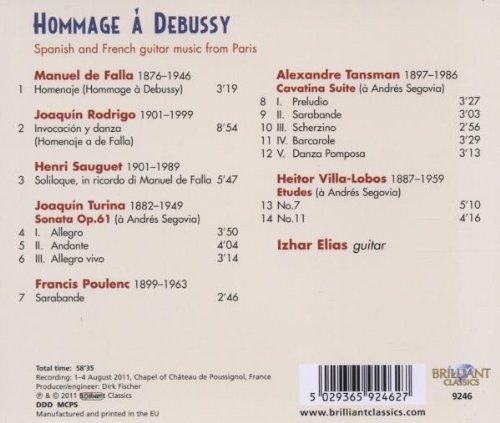 HOMMAGE Á DEBUSSY
Spanish and French guitar music from Paris
Manuel de Falla 1876–1946
1 Homenaje (Hommage à Debussy) 3'19
Joaquín Rodrigo 1901–1999
2 Invocación y danza 8'54
(Homenaje a de Falla)
Henri Sauguet 1901–1989
3 Soliloque, in ricordo di Manuel de Falla 5'47
Joaquín Turina 1882–1949
Sonata Op.61 (à Andrés Segovia)
4 I. Allegro 3'50
5 II. Andante 4'04
6 III. Allegro vivo 3'14
Francis Poulenc 1899–1963
7 Sarabande 2'46
Alexandre Tansman 1897–1986
Cavatina Suite (à Andrés Segovia)
8 I. Preludio 3'27
9 II. Sarabande 3'03
10 III. Scherzino 2'56
11 IV. Barcarole 3'29
12 V. Danza Pomposa 3'13
Heitor Villa-Lobos 1887–1959
Etudes (à Andrés Segovia)
13 No.7 5'10
14 No.11 4'16
Izhar Elias guitar
Total time: 58'35
Recording: 1–4 August 2011, Chapel of Château de Poussignol, France
Producer/engineer: Dirk Fischer
℗ & © 2011 Brilliant Classics
DDD MCPS
Manufactured and printed in the EU
5 029365 924627
www.brilliantclassics.com
BRILLIANT
CLASSICS
9246